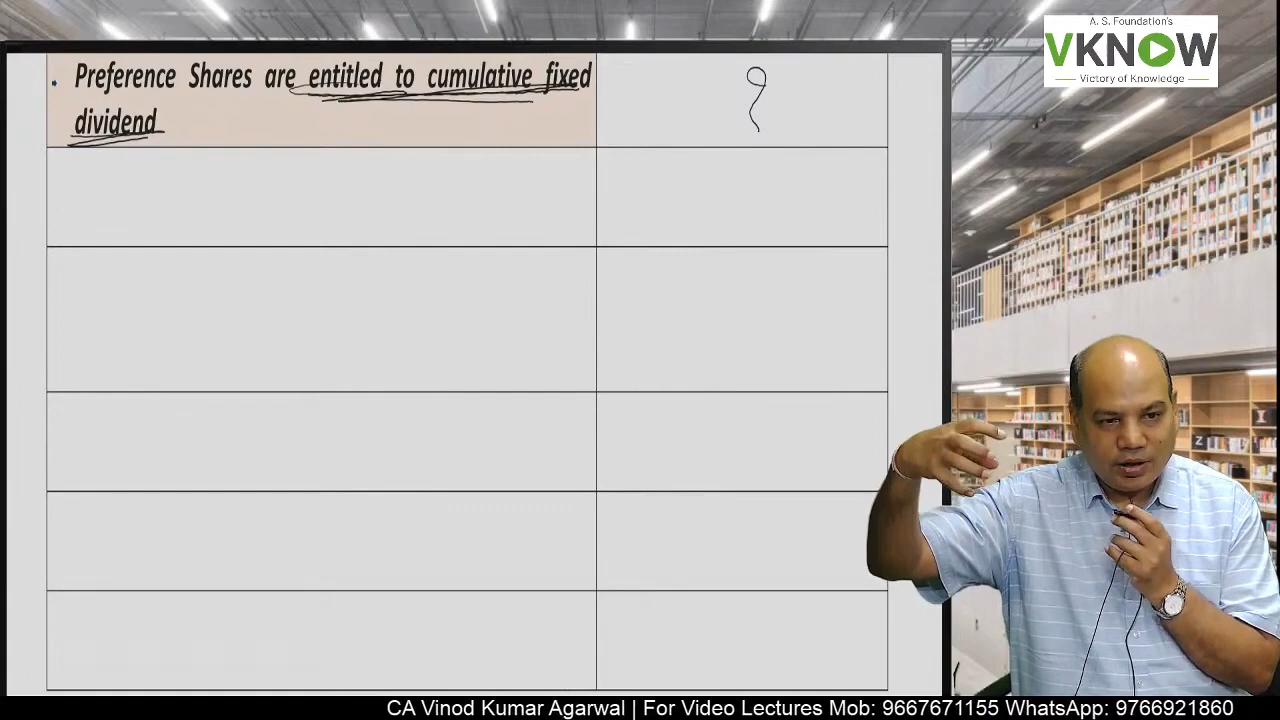 A. S. Foundation's
VKNOW
Victory of Knowledge
• Preference Shares are entitled to cumulative fixed
dividend
CA Vinod Kumar Agarwal | For Video Lectures Mob: 9667671155 WhatsApp: 9766921860